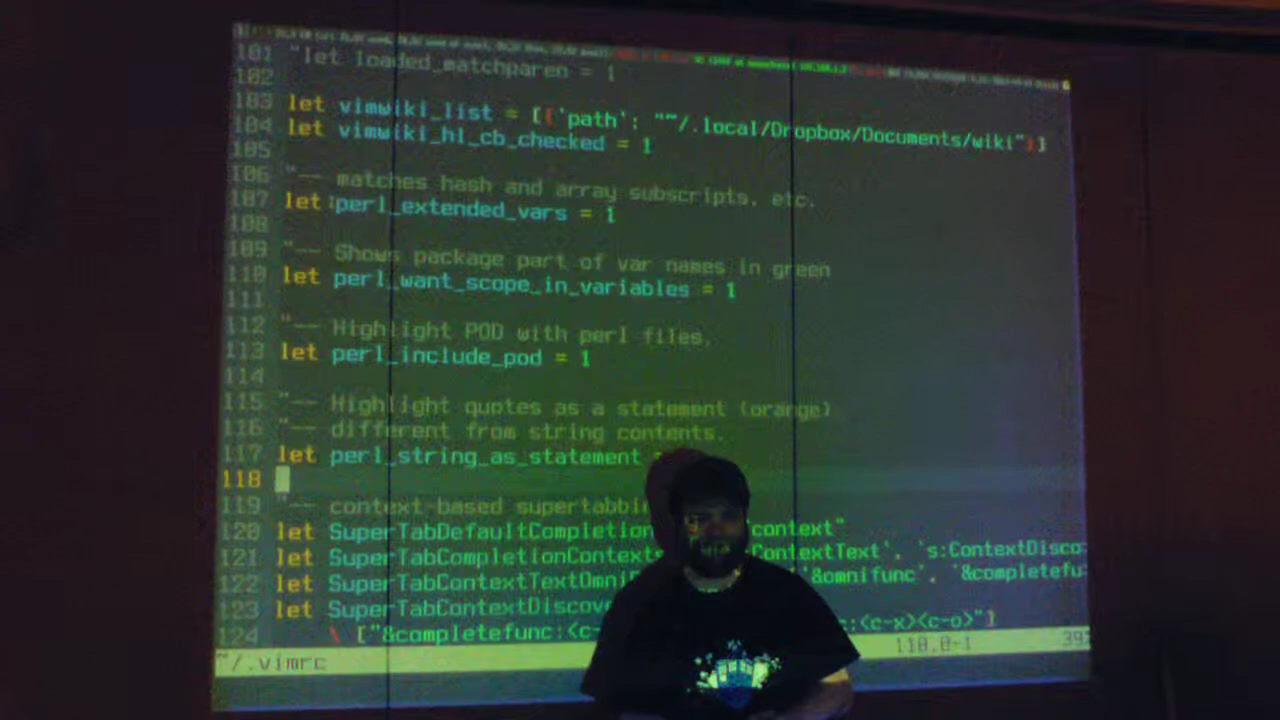 101 "let loaded_matchparen = 1
102
103 let vimwiki_list = [{'path': "~/.local/Dropbox/Documents/wiki"}]
104 let vimwiki_hl_cb_checked = 1
105
106 "-- matches hash and array subscripts, etc.
107 let perl_extended_vars = 1
108
109 "-- Shows package part of var names in green
110 let perl_want_scope_in_variables = 1
111
112 "-- Highlight POD with perl files.
113 let perl_include_pod = 1
114
115 "-- Highlight quotes as a statement (orange)
116 "-- different from string contents.
117 let perl_string_as_statement
118
119 "-- context-based supertabbi
120 let SuperTabDefaultCompletion context"
121 let SuperTabCompletionContexts ContextText', 's:ContextDisco
122 let SuperTabContextTextOmni '&omnifunc', '&completefu
123 let SuperTabContextDiscove
124 \ ["&completefunc:<c- :<c-x><c-o>"]
~/.vimrc 118,0-1 39